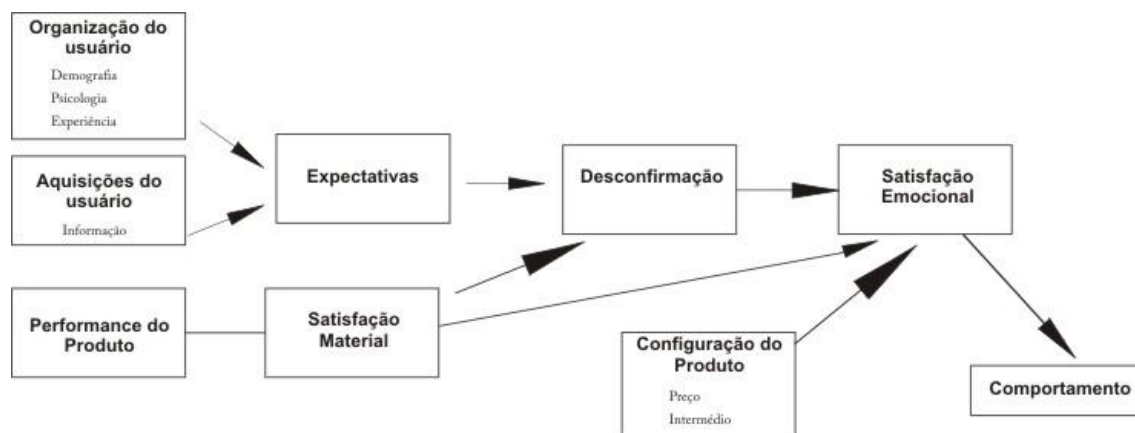 Organização do
usuário
Demografia
Psicologia
Experiência
Aquisições do
usuário
Informação
Expectativas
Desconfirmação
Satisfação
Emocional
Performance do
Produto
Satisfação
Material
Configuração do
Produto
Preço
Intermédio
Comportamento